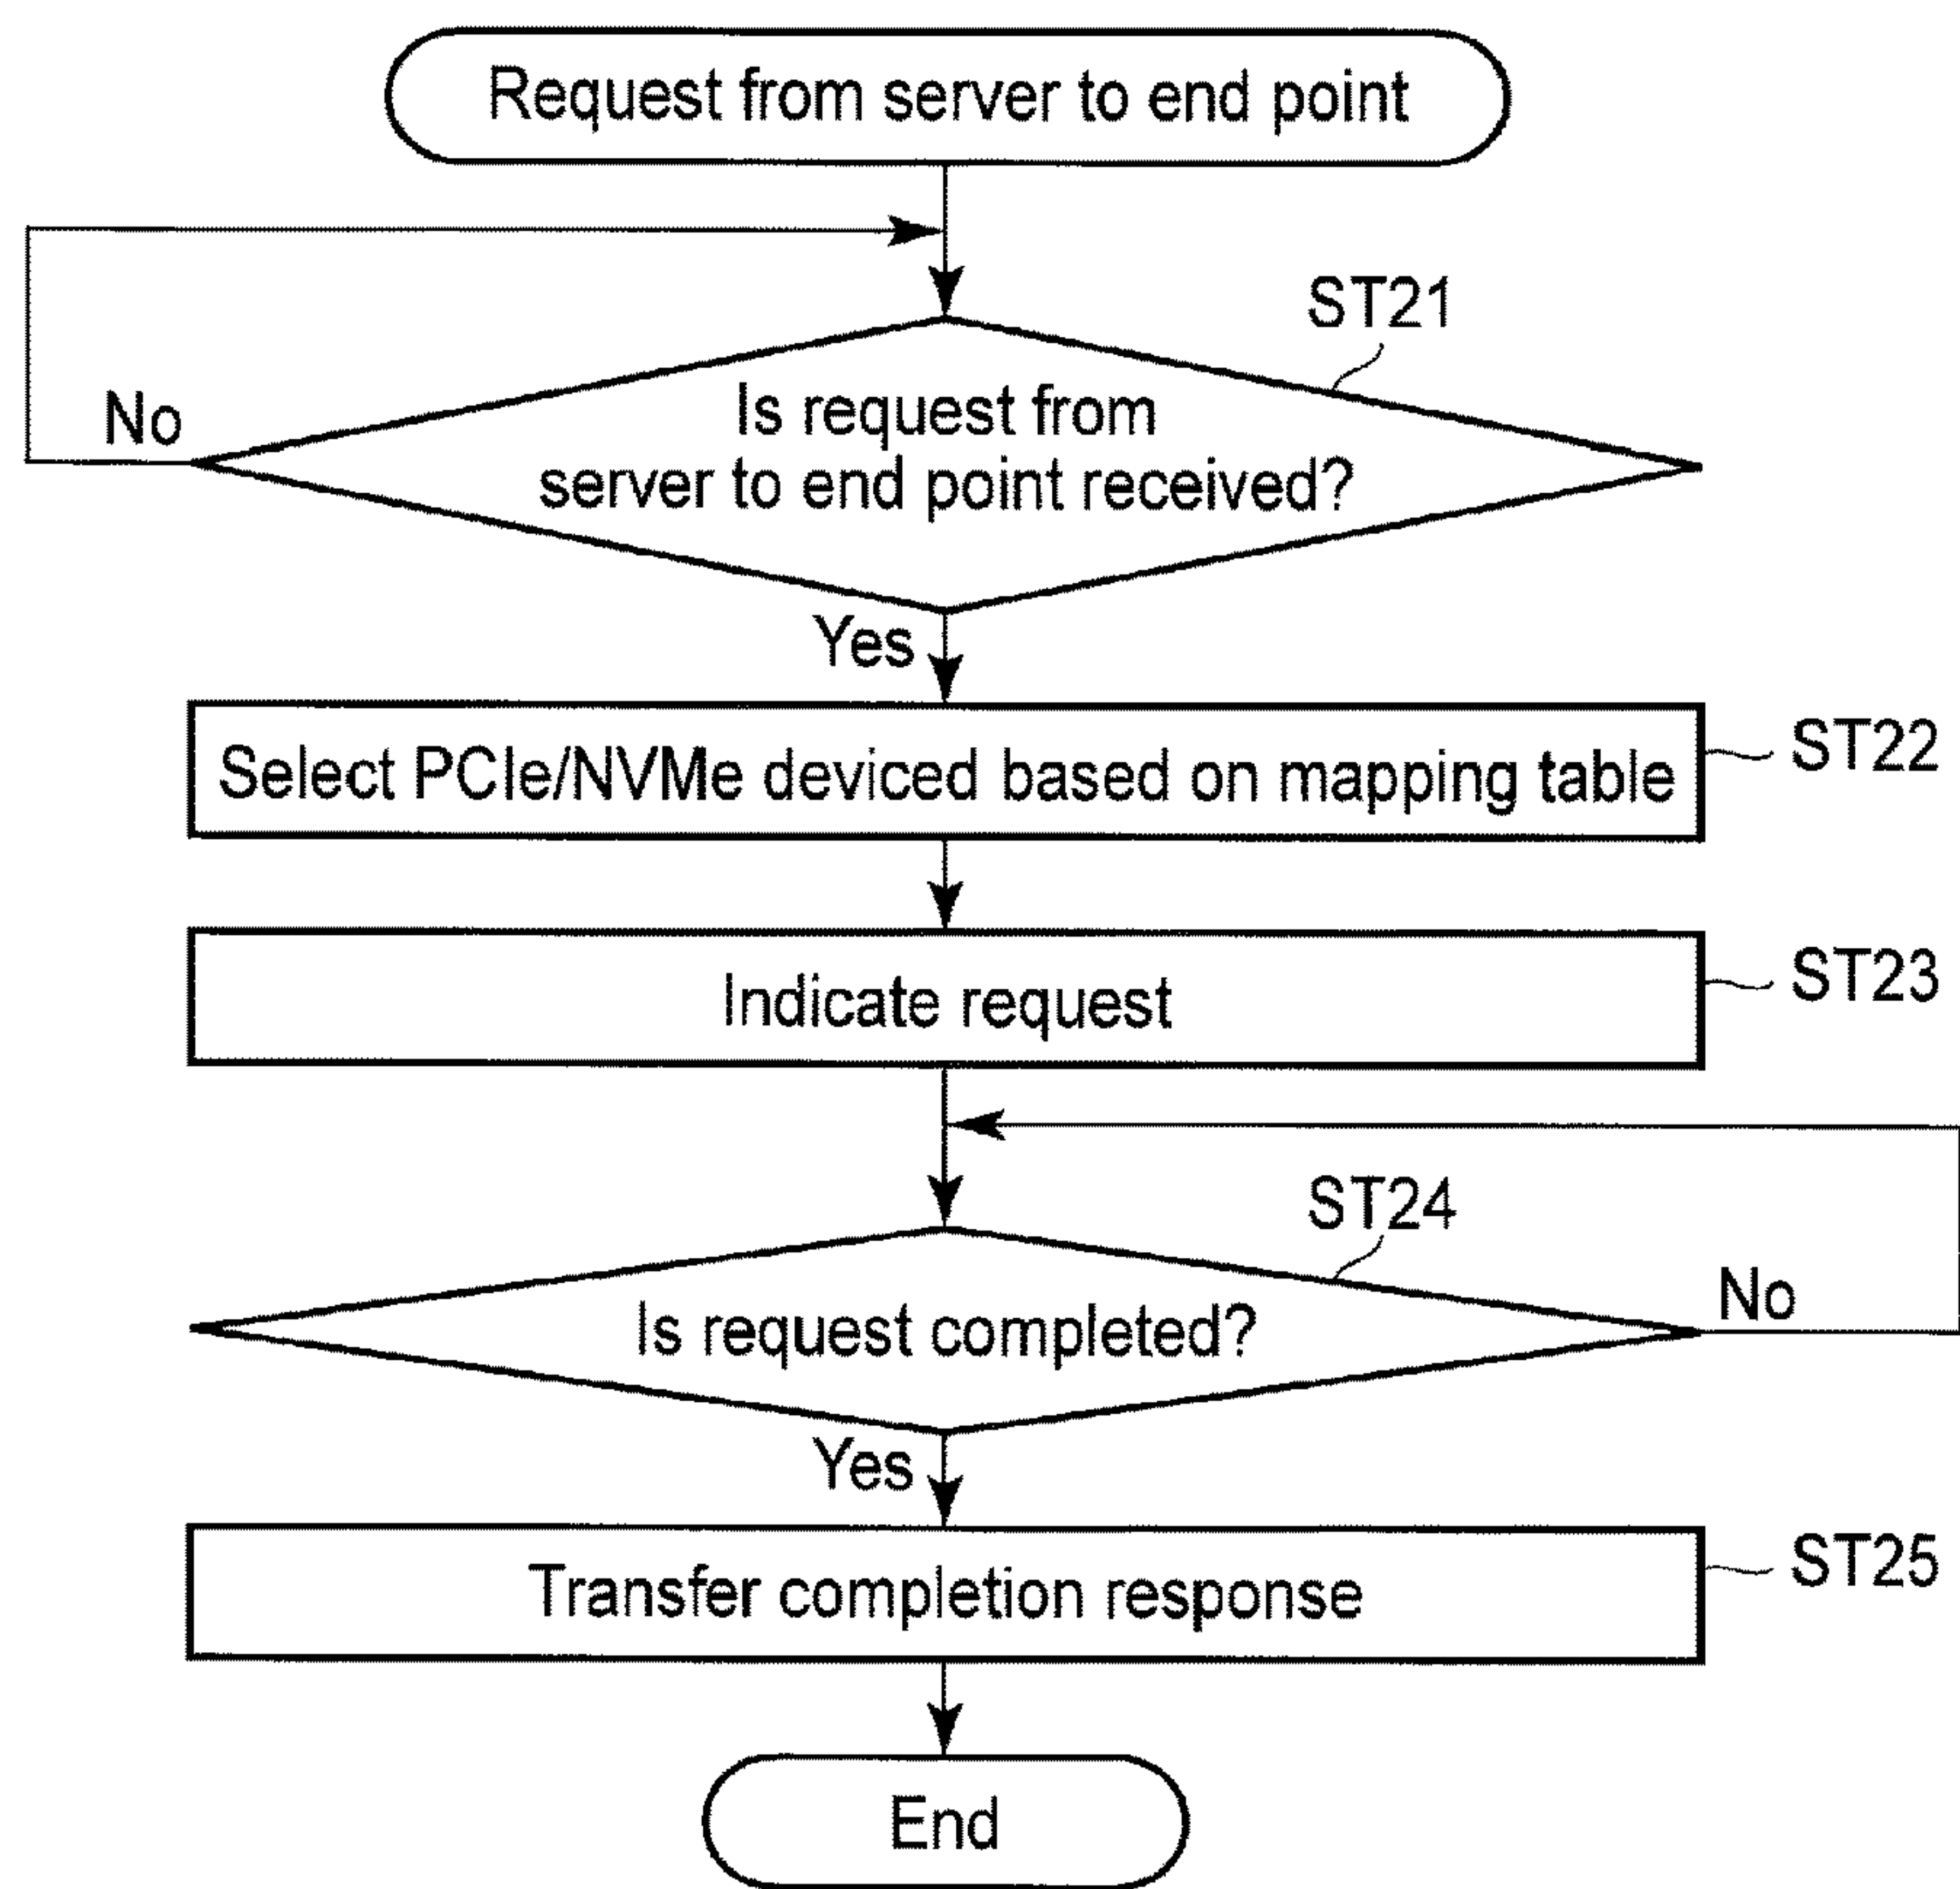 Request from server to end point
ST21
Is request from
server to end point received?
No
Yes
Select PCIe/NVMe deviced based on mapping table
ST22
Indicate request
ST23
ST24
Is request completed?
No
Yes
Transfer completion response
ST25
End